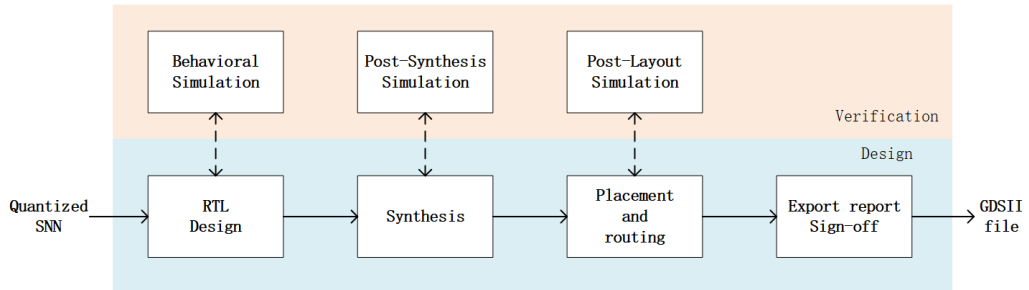 Behavioral
Simulation
Post-Synthesis
Simulation
Post-Layout
Simulation
Verification
Design
Quantized
SNN
RTL
Design
Synthesis
Placement
and
routing
Export report
Sign-off
GDSII
file